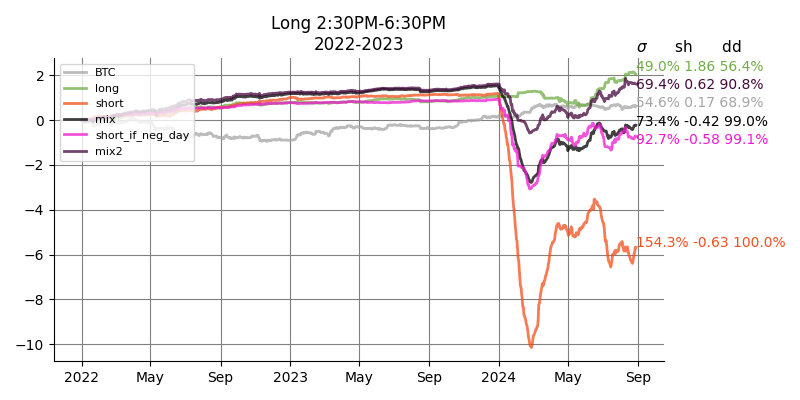 Long 2:30PM-6:30PM
2022-2023
σ sh dd
49.0% 1.86 56.4%
69.4% 0.62 90.8%
54.6% 0.17 68.9%
73.4% -0.42 99.0%
92.7% -0.58 99.1%
154.3% -0.63 100.0%
BTC
long
short
mix
short_if_neg_day
mix2
2
0
−2
−4
−6
−8
−10
2022 May Sep 2023 May Sep 2024 May Sep